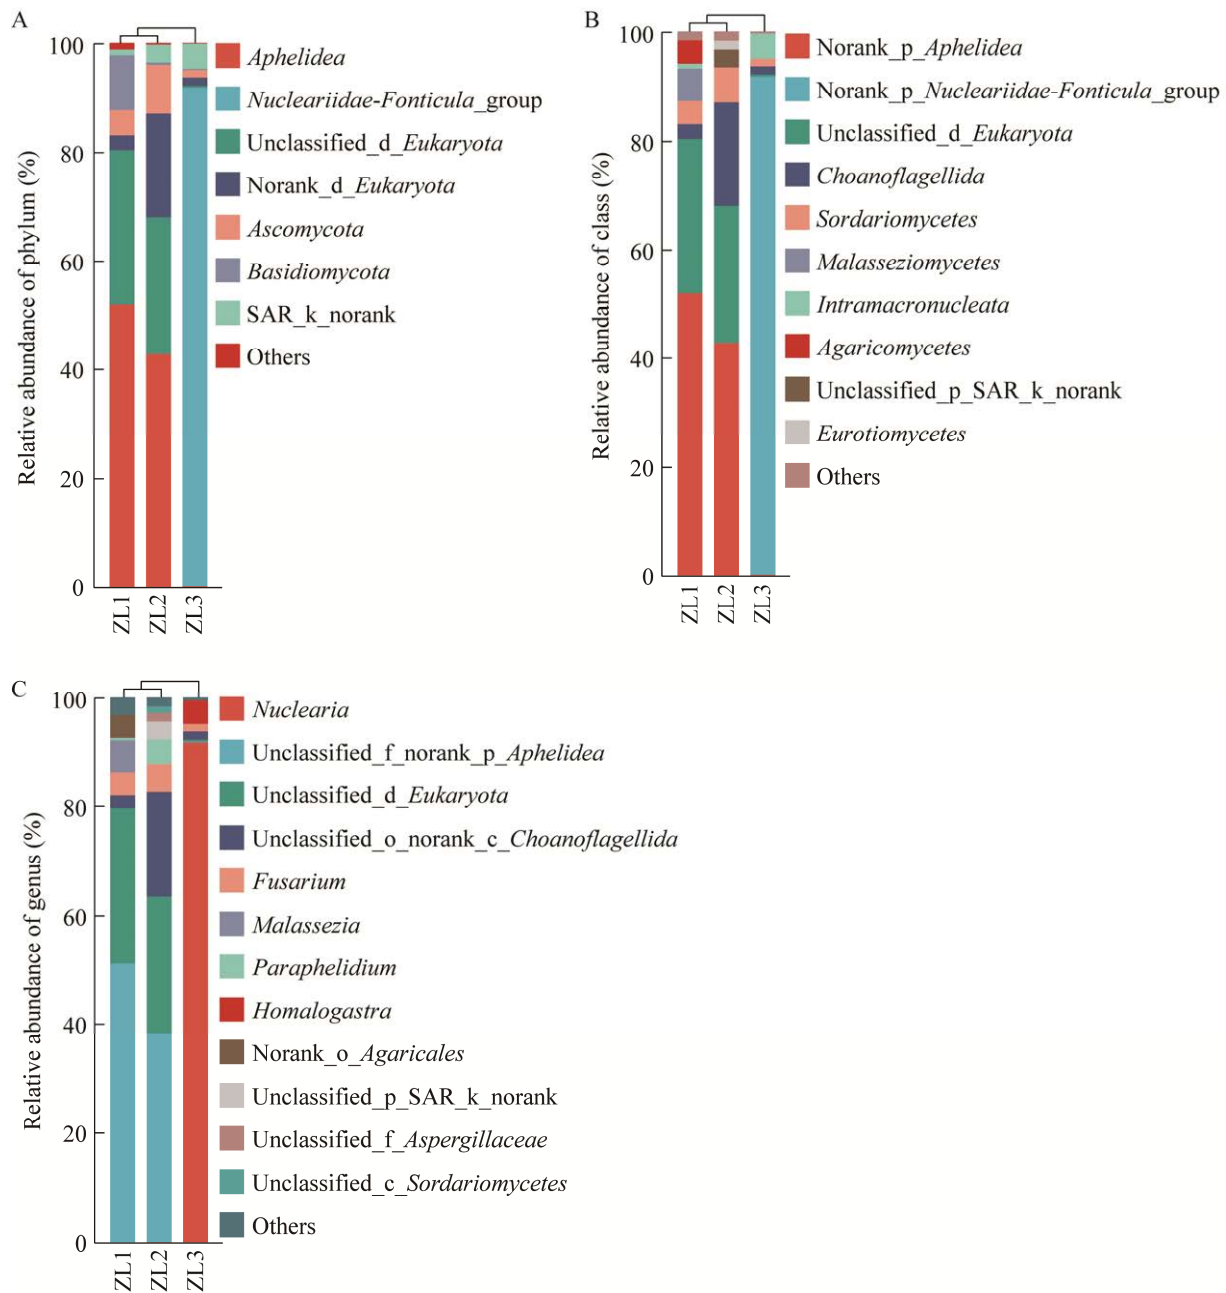 A
Relative abundance of phylum (%)
100
80
60
40
20
0
ZL1
ZL2
ZL3
Aphelidea
Nucleariidae-Fonticula_group
Unclassified_d_Eukaryota
Norank_d_Eukaryota
Ascomycota
Basidiomycota
SAR_k_norank
Others
B
Relative abundance of class (%)
100
80
60
40
20
0
ZL1
ZL2
ZL3
Norank_p_Aphelidea
Norank_p_Nucleariidae-Fonticula_group
Unclassified_d_Eukaryota
Choanoflagellida
Sordariomycetes
Malasseziomycetes
Intramacronucleata
Agaricomycetes
Unclassified_p_SAR_k_norank
Eurotiomycetes
Others
C
Relative abundance of genus (%)
100
80
60
40
20
0
ZL1
ZL2
ZL3
Nuclearia
Unclassified_f_norank_p_Aphelidea
Unclassified_d_Eukaryota
Unclassified_o_norank_c_Choanoflagellida
Fusarium
Malassezia
Paraphelidium
Homalogastra
Norank_o_Agaricales
Unclassified_p_SAR_k_norank
Unclassified_f_Aspergillaceae
Unclassified_c_Sordariomycetes
Others